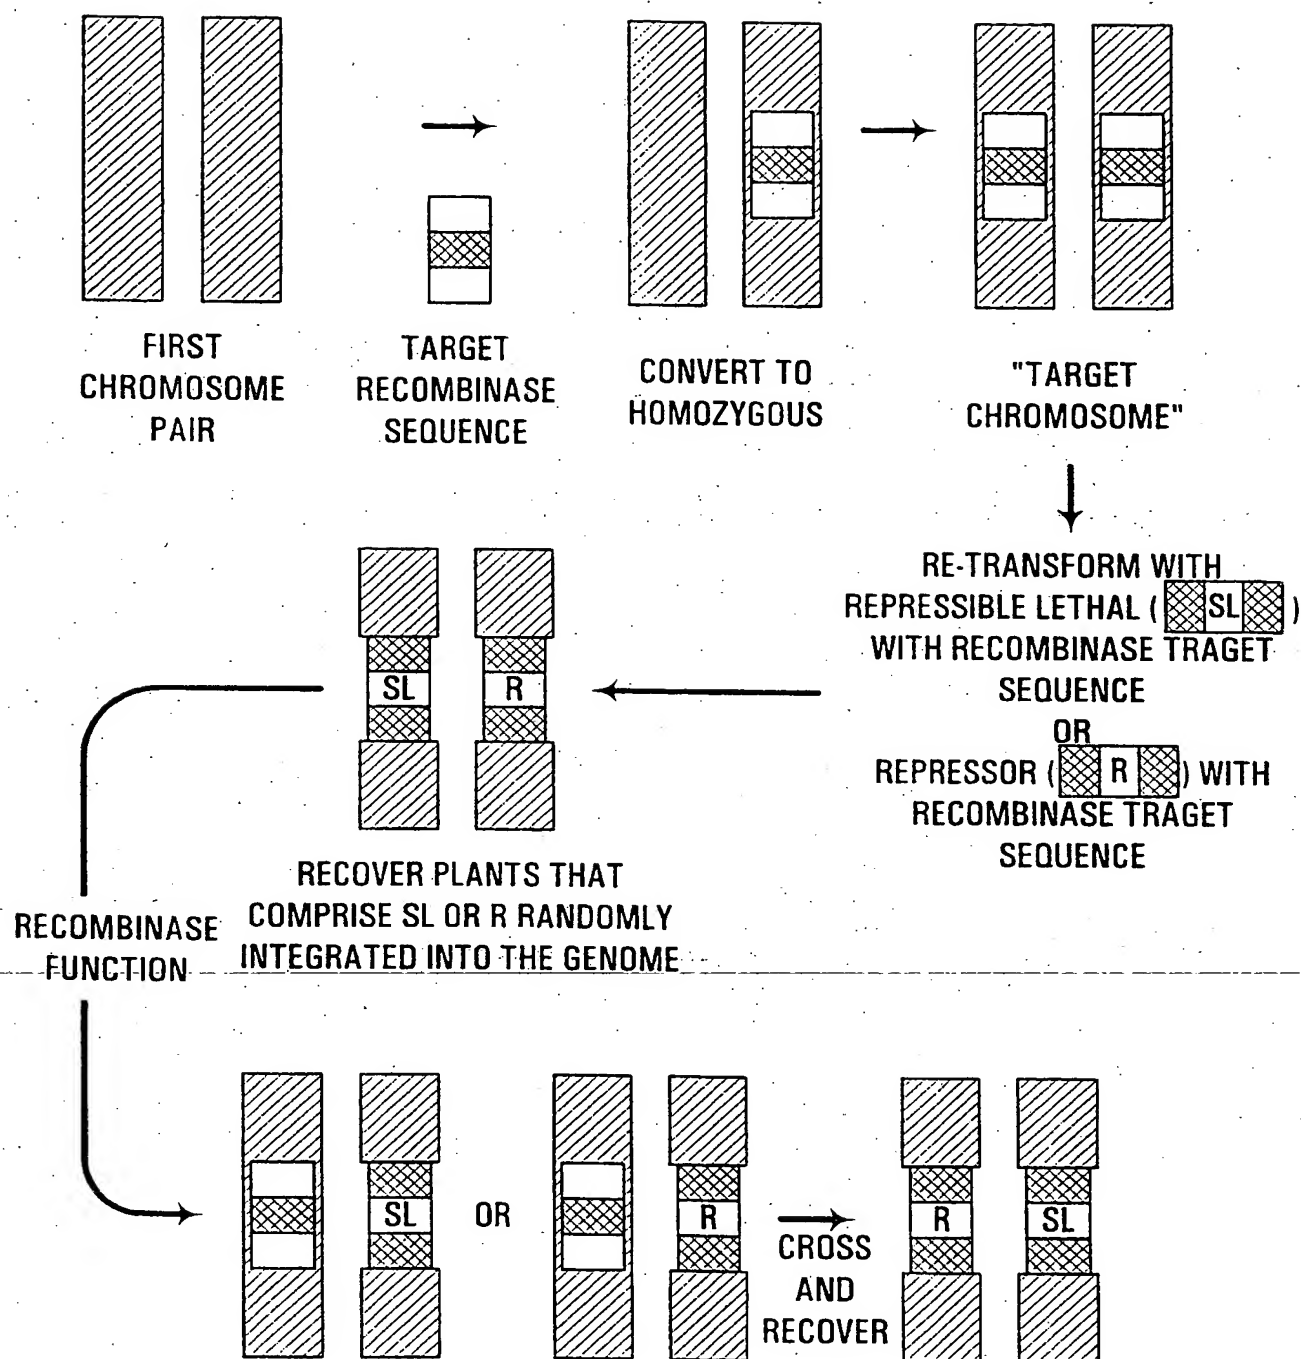 FIRST
CHROMOSOME
PAIR
TARGET
RECOMBINASE
SEQUENCE
CONVERT TO
HOMOZYGOUS
"TARGET
CHROMOSOME"
RE-TRANSFORM WITH
REPRESSIBLE LETHAL ( SL )
WITH RECOMBINASE TRAGET
SEQUENCE
OR
REPRESSOR ( R ) WITH
RECOMBINASE TRAGET
SEQUENCE
SL R
RECOVER PLANTS THAT
COMPRISE SL OR R RANDOMLY
INTEGRATED INTO THE GENOME
RECOMBINASE
FUNCTION
SL OR R
CROSS
AND
RECOVER
R SL